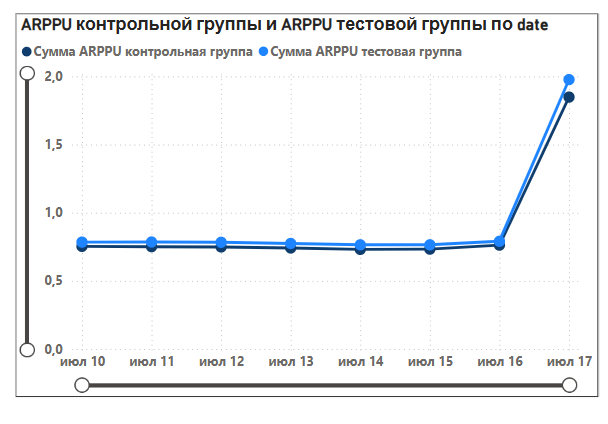 ARPPU контрольной группы и ARPPU тестовой группы по date
Сумма ARPPU контрольная группа Сумма ARPPU тестовая группа
2,0
1,5
1,0
0,5
0,0
июл 10 июл 11 июл 12 июл 13 июл 14 июл 15 июл 16 июл 17